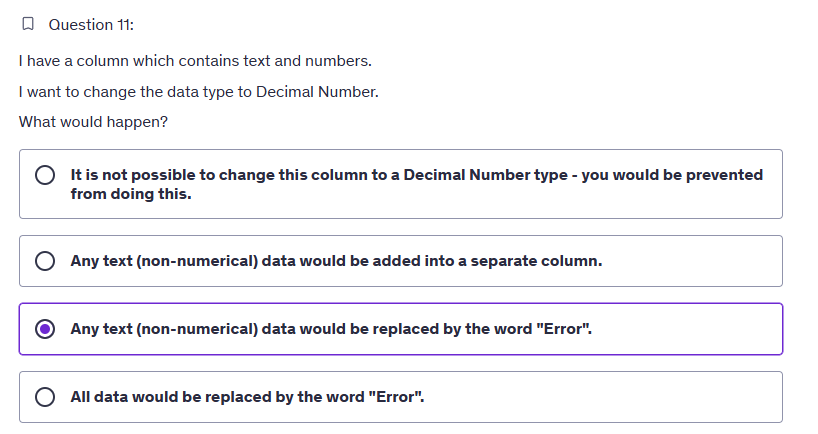 Question 11:
I have a column which contains text and numbers.
I want to change the data type to Decimal Number.
What would happen?
It is not possible to change this column to a Decimal Number type - you would be prevented
from doing this.
Any text (non-numerical) data would be added into a separate column.
Any text (non-numerical) data would be replaced by the word "Error".
All data would be replaced by the word "Error".